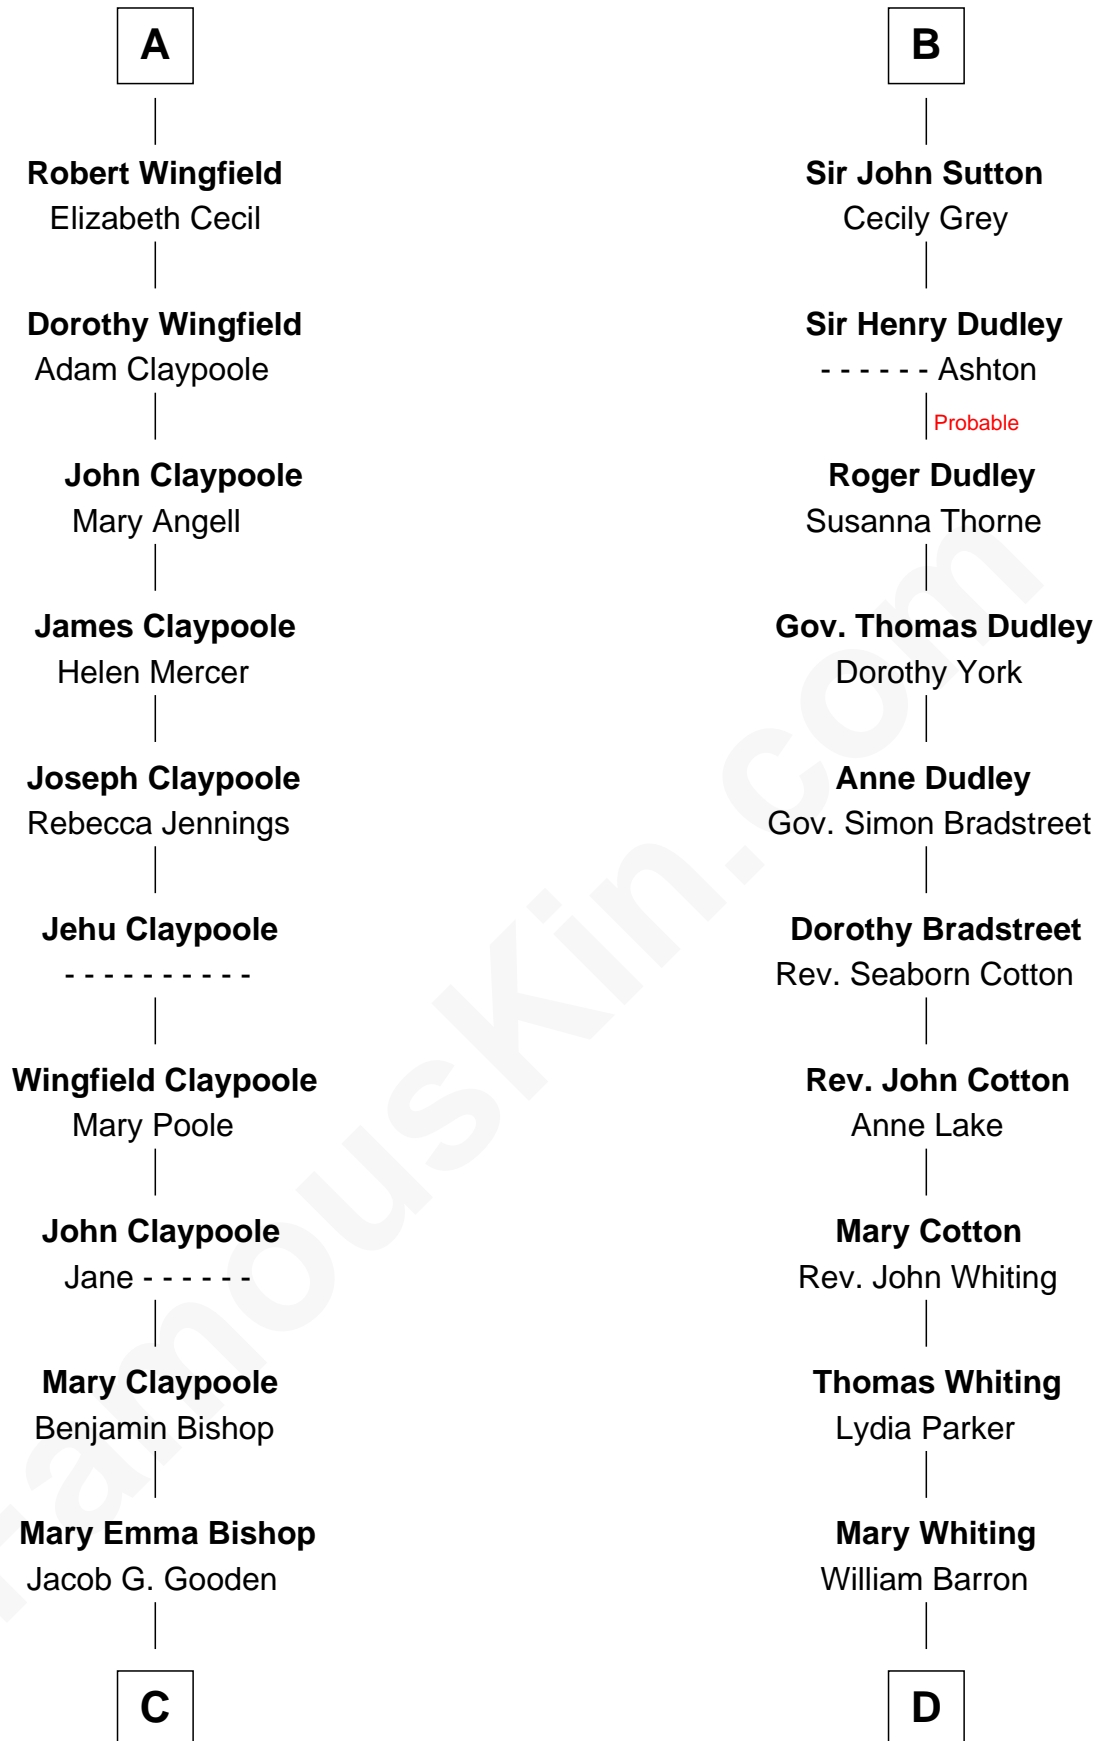 A
Robert Wingfield
Elizabeth Cecil
Dorothy Wingfield
Adam Claypoole
John Claypoole
Mary Angell
James Claypoole
Helen Mercer
Joseph Claypoole
Rebecca Jennings
Jehu Claypoole
- - - - - - - - - -
Wingfield Claypoole
Mary Poole
John Claypoole
Jane - - - - - -
Mary Claypoole
Benjamin Bishop
Mary Emma Bishop
Jacob G. Gooden
C
B
Sir John Sutton
Cecily Grey
Sir Henry Dudley
- - - - - - Ashton
Probable
Roger Dudley
Susanna Thorne
Gov. Thomas Dudley
Dorothy York
Anne Dudley
Gov. Simon Bradstreet
Dorothy Bradstreet
Rev. Seaborn Cotton
Rev. John Cotton
Anne Lake
Mary Cotton
Rev. John Whiting
Thomas Whiting
Lydia Parker
Mary Whiting
William Barron
D
FamousKin.com